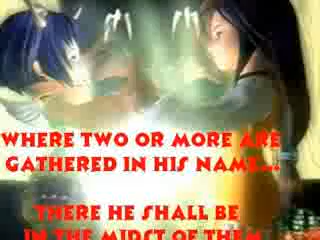 WHERE TWO OR MORE ARE
GATHERED IN HIS NAME...
THERE HE SHALL BE
IN THE MIDST OF THEM